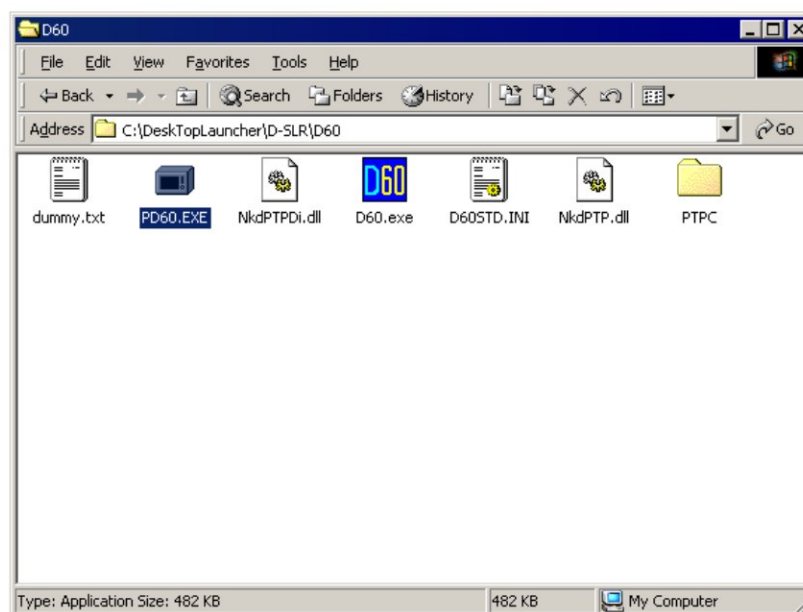 D60
File Edit View Favorites Tools Help
Back Search Folders History
Address C:\DeskTopLauncher\D-SLR\D60 Go
D60
dummy.txt PD60.EXE NkdPTPDi.dll D60.exe D60STD.INI NkdPTP.dll PTPC
Type: Application Size: 482 KB 482 KB My Computer